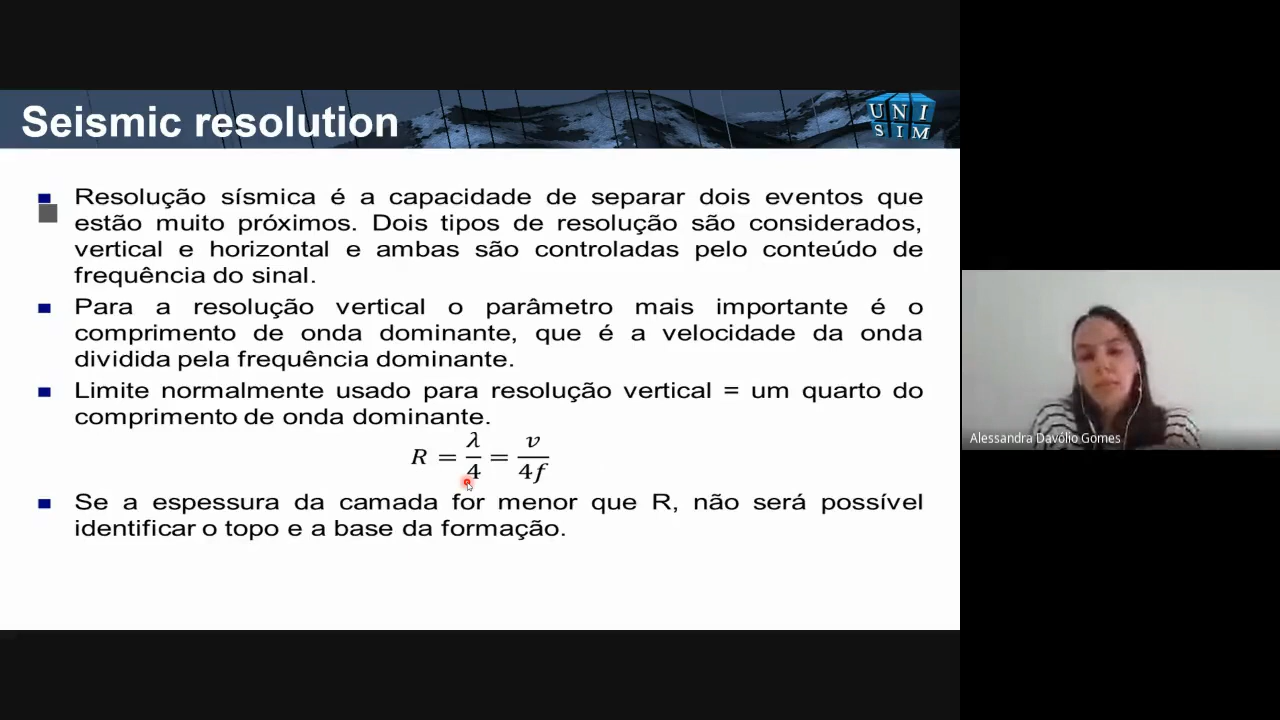 Seismic resolution
UNI
SIM
Resolução sísmica é a capacidade de separar dois eventos que
estão muito próximos. Dois tipos de resolução são considerados,
vertical e horizontal e ambas são controladas pelo conteúdo de
frequência do sinal.
Para a resolução vertical o parâmetro mais importante é o
comprimento de onda dominante, que é a velocidade da onda
dividida pela frequência dominante.
Limite normalmente usado para resolução vertical = um quarto do
comprimento de onda dominante.
R = λ/4 = v/4f
Se a espessura da camada for menor que R, não será possível
identificar o topo e a base da formação.
Alessandra Davólio Gomes